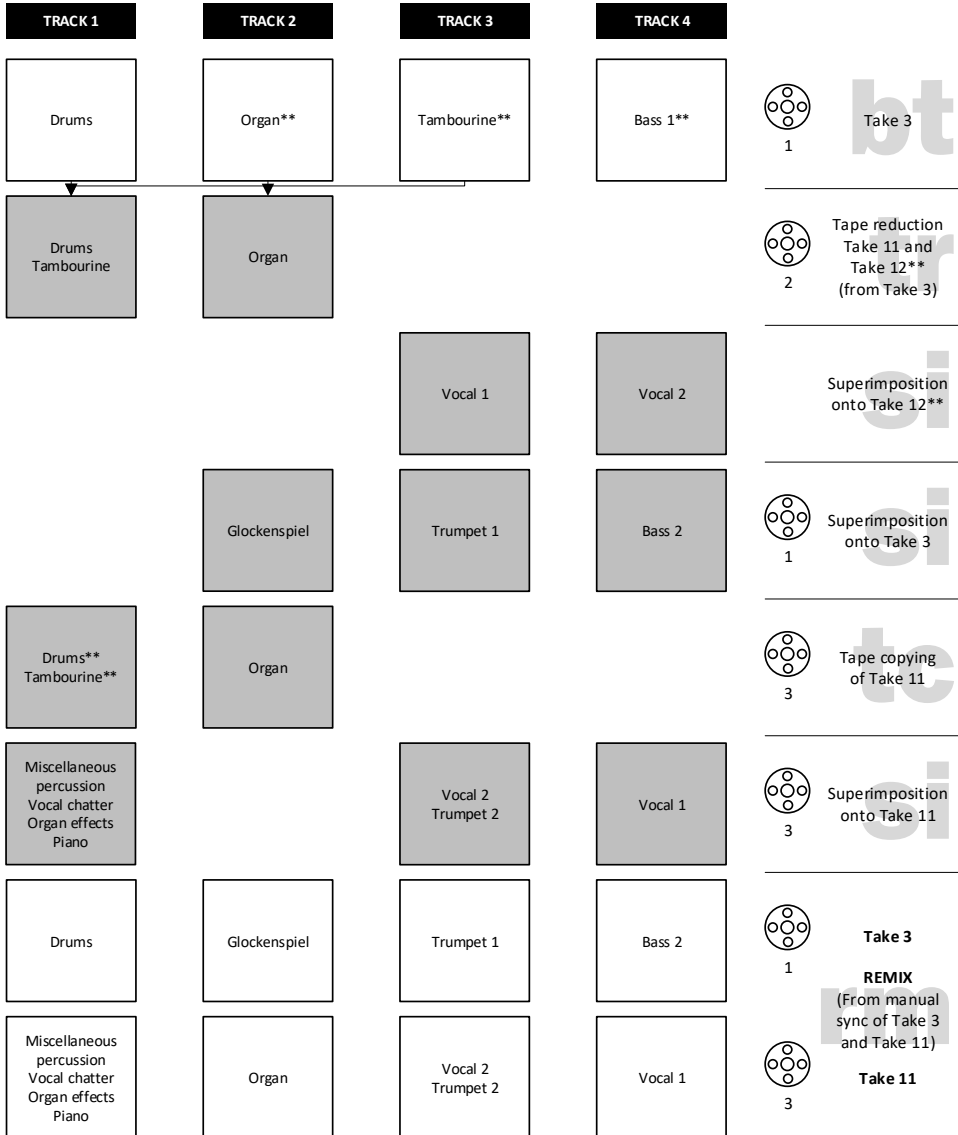 TRACK 1
TRACK 2
TRACK 3
TRACK 4
Drums
Organ**
Tambourine**
Bass 1**
1
bt
Take 3
Drums
Tambourine
Organ
2
tr
Tape reduction
Take 11 and
Take 12**
(from Take 3)
Vocal 1
Vocal 2
si
Superimposition
onto Take 12**
Glockenspiel
Trumpet 1
Bass 2
1
si
Superimposition
onto Take 3
Drums**
Tambourine**
Organ
3
tc
Tape copying
of Take 11
Miscellaneous
percussion
Vocal chatter
Organ effects
Piano
Vocal 2
Trumpet 2
Vocal 1
3
si
Superimposition
onto Take 11
Drums
Glockenspiel
Trumpet 1
Bass 2
1
Take 3
rm
REMIX
(From manual
sync of Take 3
and Take 11)
Miscellaneous
percussion
Vocal chatter
Organ effects
Piano
Organ
Vocal 2
Trumpet 2
Vocal 1
3
Take 11